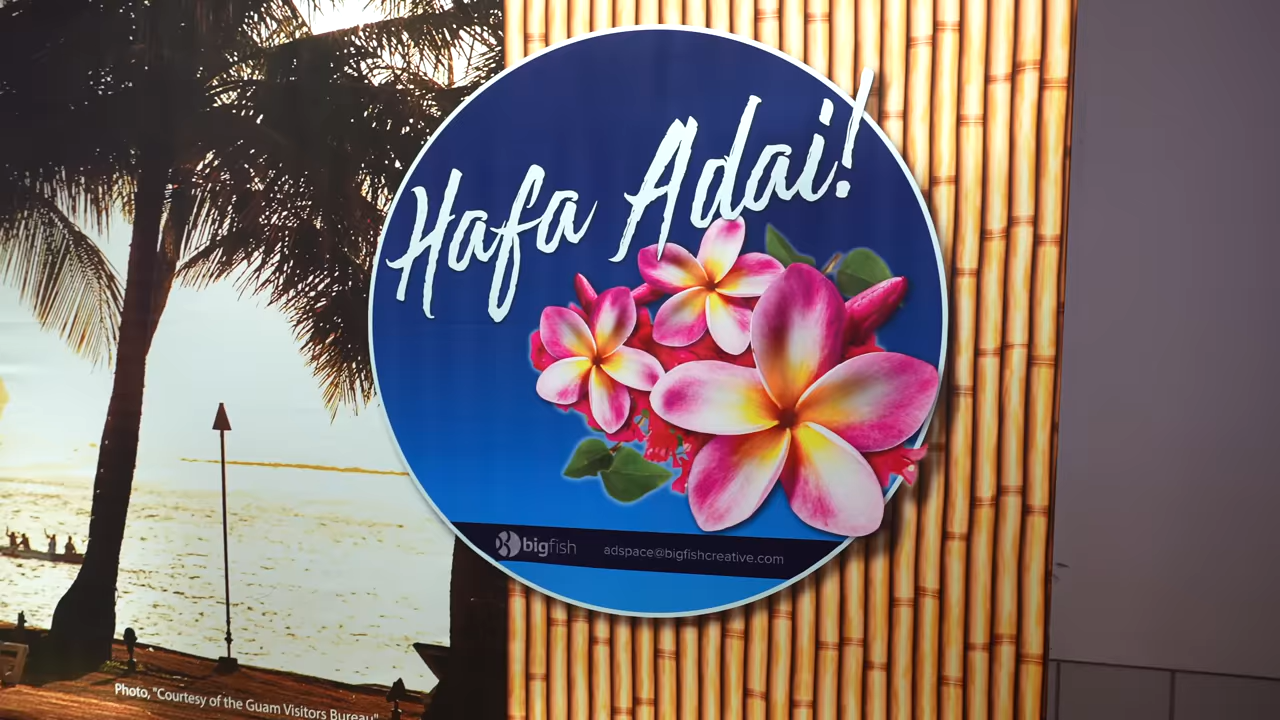 Hafa Adai!
bigfish
adspace@bigfishcreative.com
Photo, "Courtesy of the Guam Visitors Bureau"